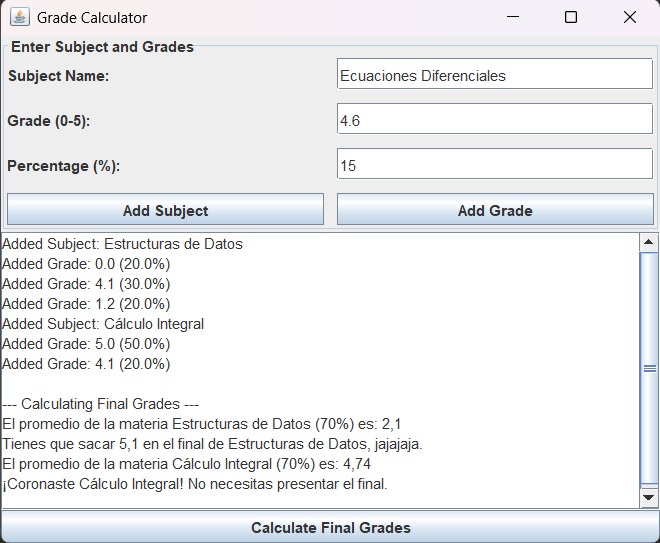 Grade Calculator
Enter Subject and Grades
Subject Name:
Ecuaciones Diferenciales
Grade (0-5):
4.6
Percentage (%):
15
Add Subject
Add Grade
Added Subject: Estructuras de Datos
Added Grade: 0.0 (20.0%)
Added Grade: 4.1 (30.0%)
Added Grade: 1.2 (20.0%)
Added Subject: Cálculo Integral
Added Grade: 5.0 (50.0%)
Added Grade: 4.1 (20.0%)
--- Calculating Final Grades ---
El promedio de la materia Estructuras de Datos (70%) es: 2,1
Tienes que sacar 5,1 en el final de Estructuras de Datos, jajajaja.
El promedio de la materia Cálculo Integral (70%) es: 4,74
¡Coronaste Cálculo Integral! No necesitas presentar el final.
Calculate Final Grades